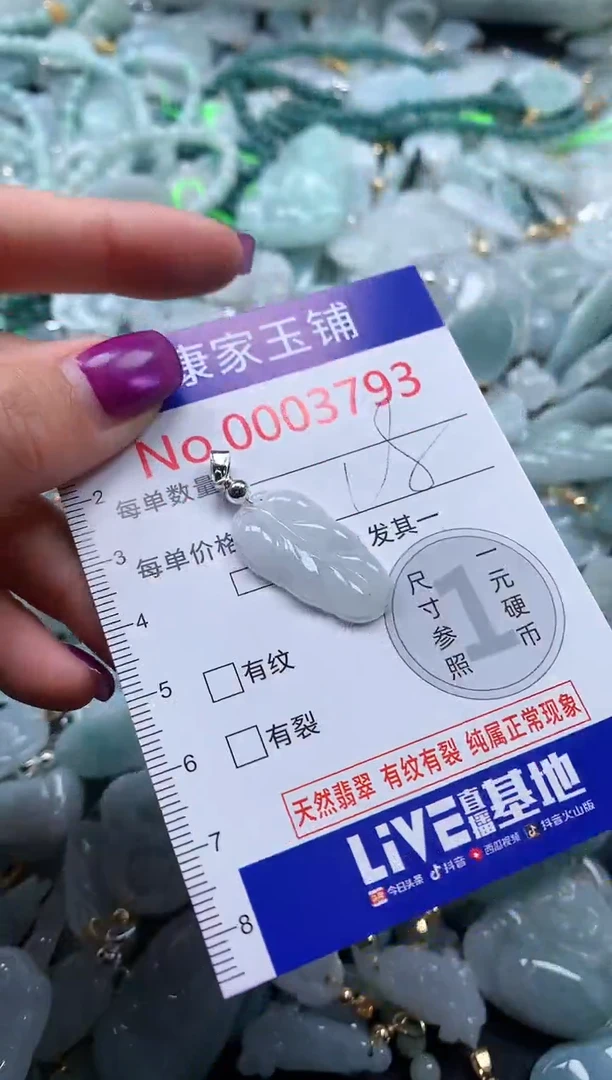 康家玉铺
No 0003793
每单数量 18
每单价格 发其一
尺寸参照
一元硬币
1
有纹
有裂
天然翡翠 有纹有裂 纯属正常现象
LiVE直播基地
今日头条 抖音 西瓜视频 抖音火山版
2
3
4
5
6
7
8